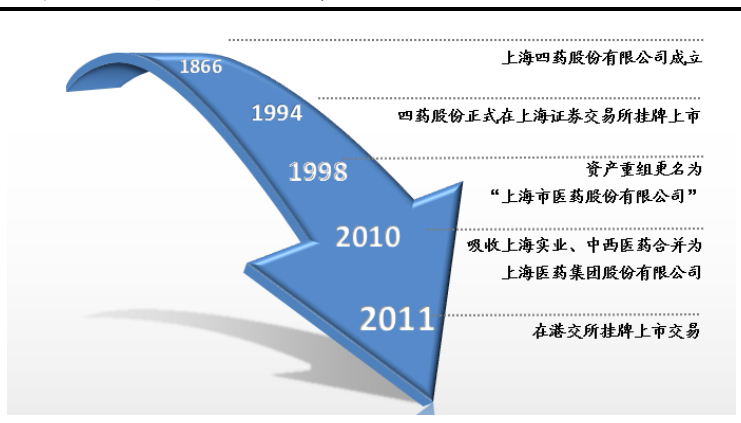 1866
上海四药股份有限公司成立
1994
四药股份正式在上海证券交易所挂牌上市
1998
资产重组更名为
“上海市医药股份有限公司”
2010
吸收上海实业、中西医药合并为
上海医药集团股份有限公司
2011
在港交所挂牌上市交易